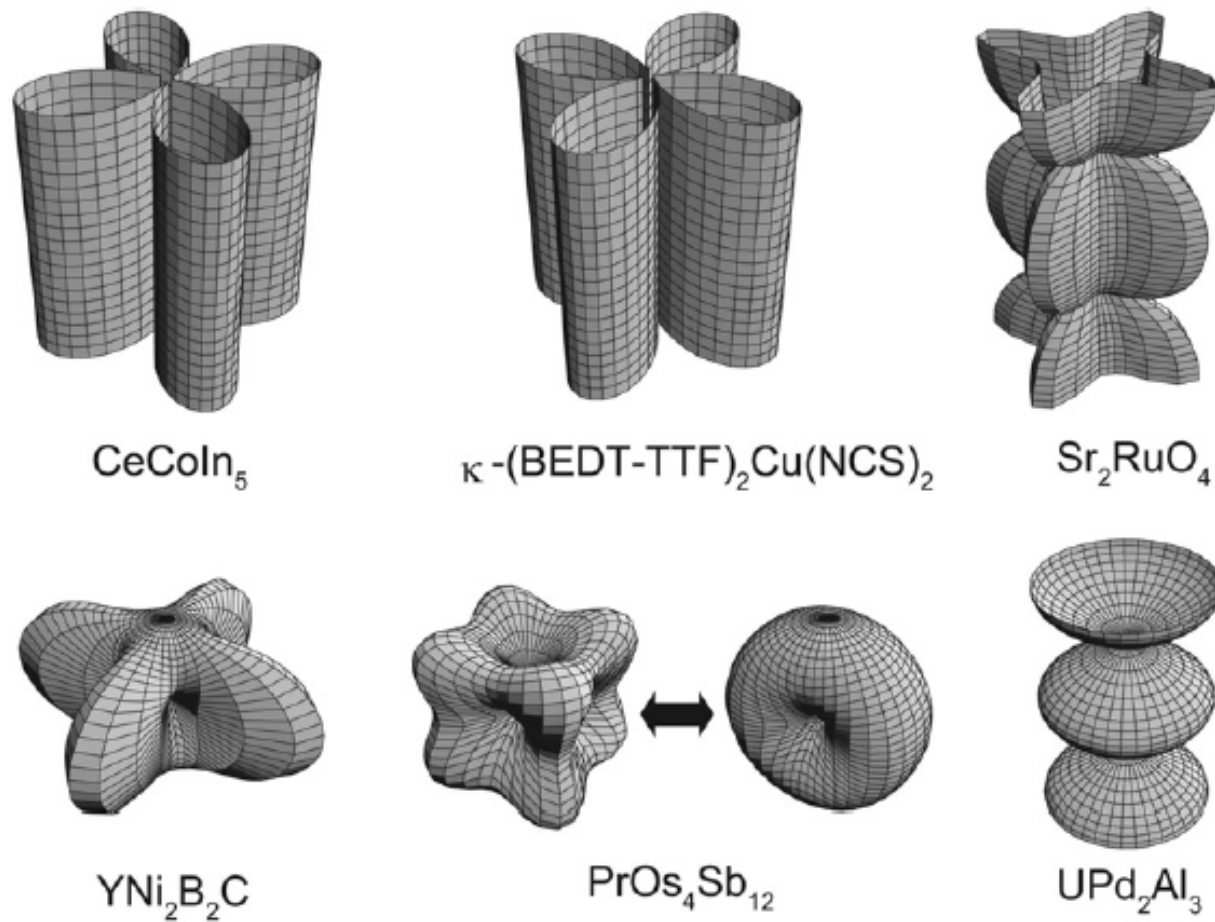 CeCoIn₅
κ-(BEDT-TTF)₂Cu(NCS)₂
Sr₂RuO₄
YNi₂B₂C
PrOs₄Sb₁₂
UPd₂Al₃